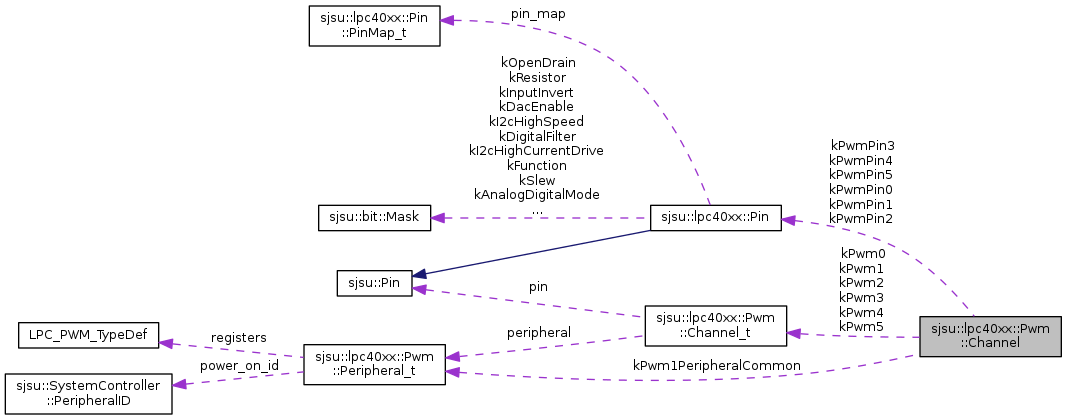 sjsu::lpc40xx::Pin
::PinMap_t
pin_map
kOpenDrain
kResistor
kInputInvert
kDacEnable
kI2cHighSpeed
kDigitalFilter
kI2cHighCurrentDrive
kFunction
kSlew
kAnalogDigitalMode
...
sjsu::bit::Mask
sjsu::lpc40xx::Pin
kPwmPin3
kPwmPin4
kPwmPin5
kPwmPin0
kPwmPin1
kPwmPin2
sjsu::Pin
pin
kPwm0
kPwm1
kPwm2
kPwm3
kPwm4
kPwm5
sjsu::lpc40xx::Pwm
::Channel_t
sjsu::lpc40xx::Pwm
::Channel
LPC_PWM_TypeDef
registers
peripheral
sjsu::lpc40xx::Pwm
::Peripheral_t
kPwm1PeripheralCommon
power_on_id
sjsu::SystemController
::PeripheralID